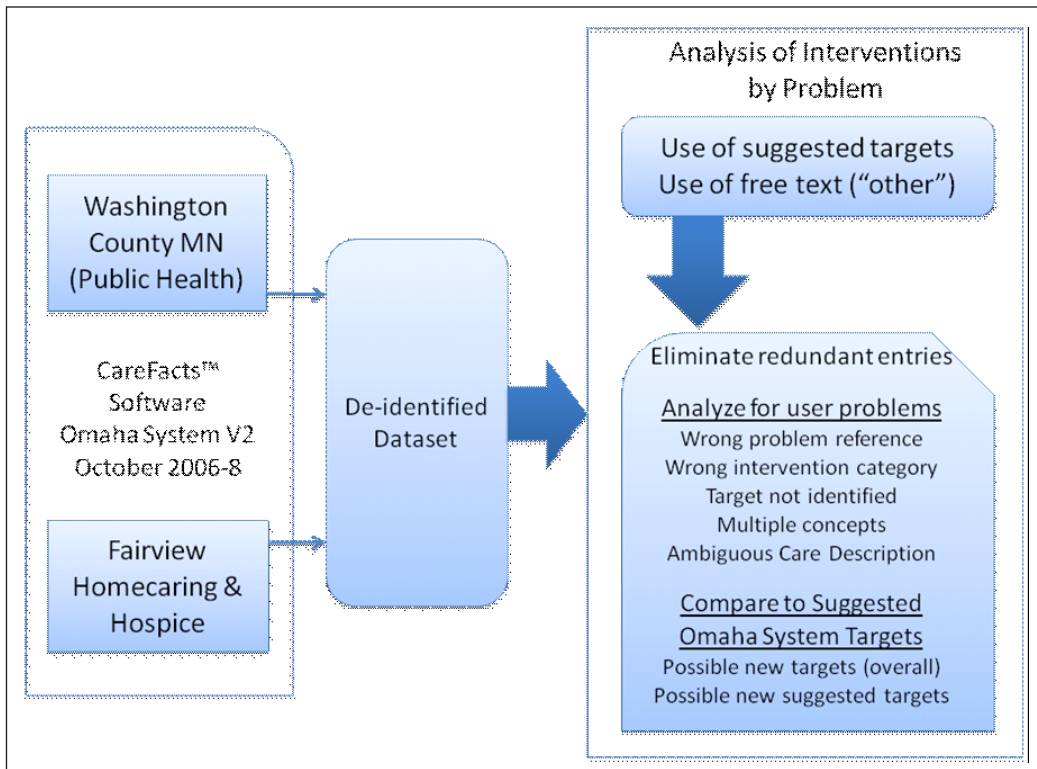 Washington
County MN
(Public Health)
CareFacts™
Software
Omaha System V2
October 2006-8
Fairview
Homecaring &
Hospice
De-identified
Dataset
Analysis of Interventions
by Problem
Use of suggested targets
Use of free text (“other”)
Eliminate redundant entries
Analyze for user problems
Wrong problem reference
Wrong intervention category
Target not identified
Multiple concepts
Ambiguous Care Description
Compare to Suggested
Omaha System Targets
Possible new targets (overall)
Possible new suggested targets